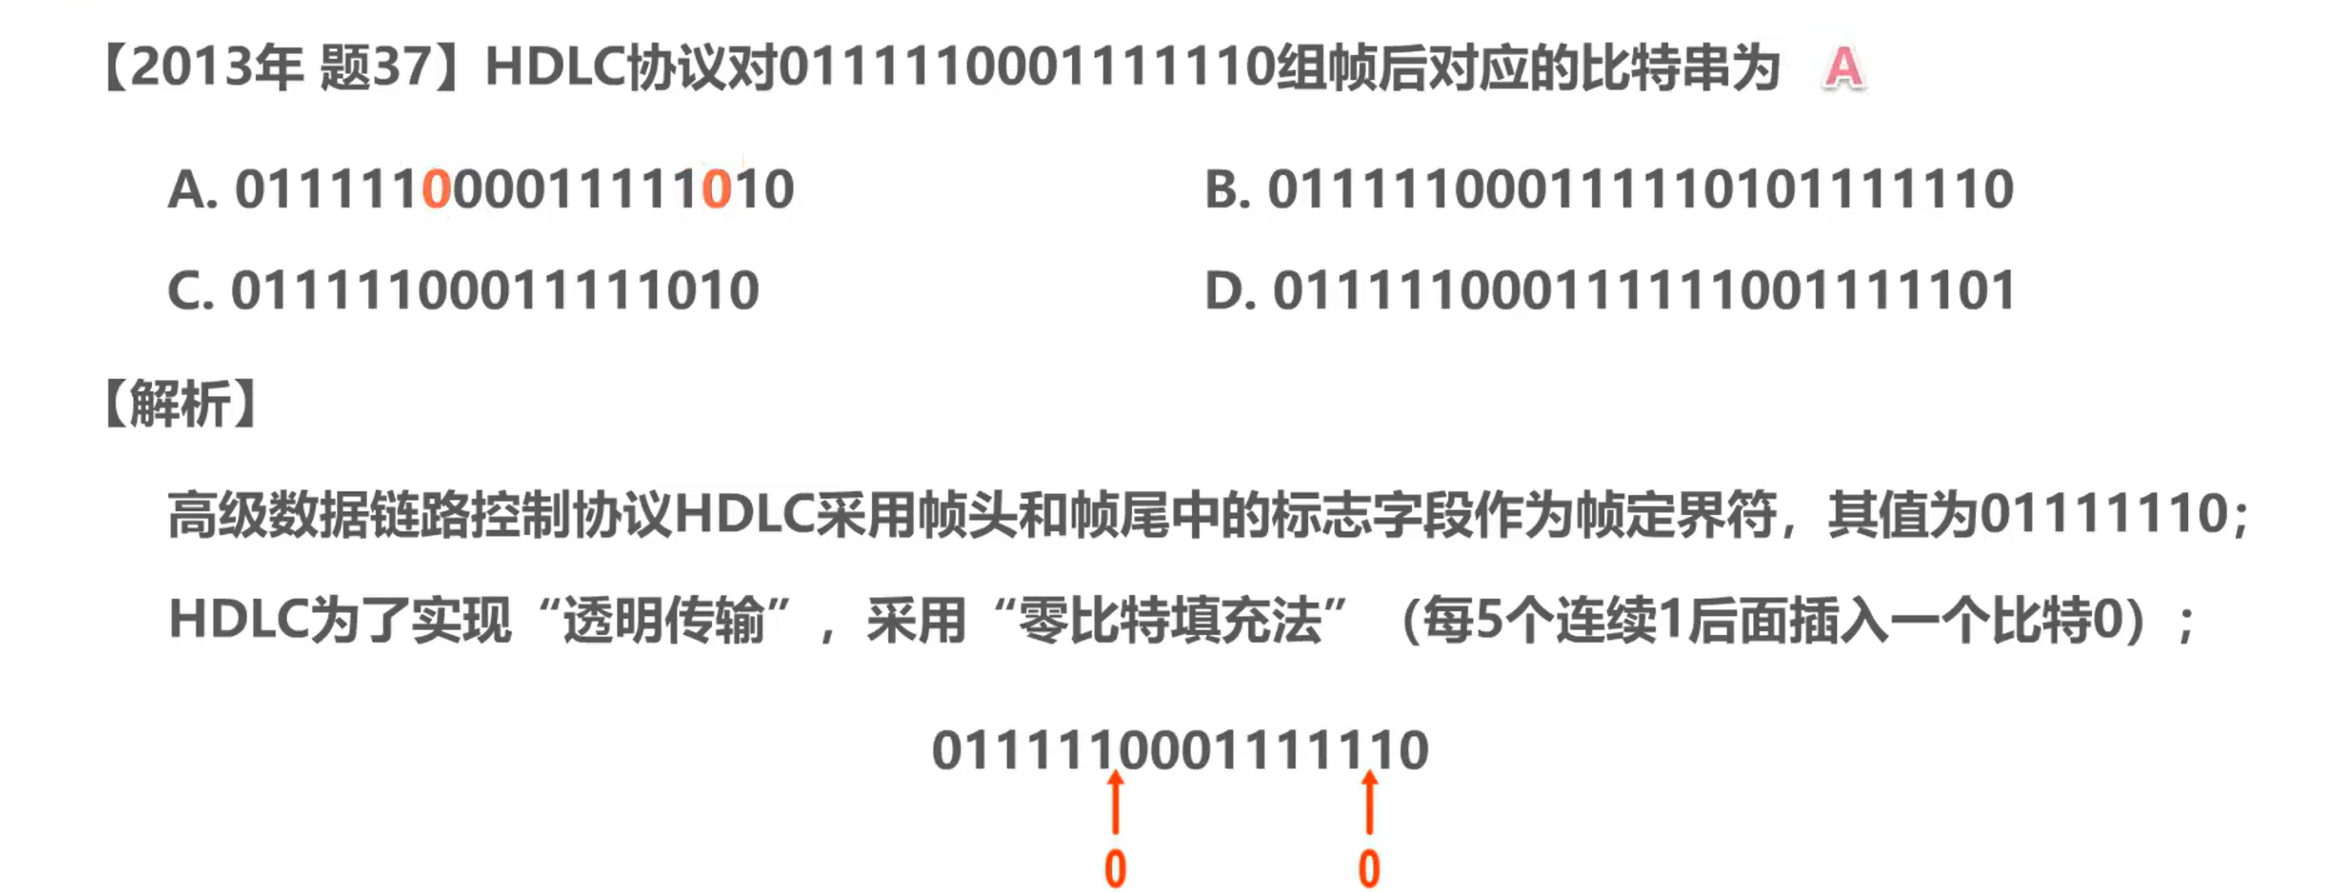 【2013年 题37】HDLC协议对0111110001111110组帧后对应的比特串为 A
A. 011111000011111010
B. 011111000111110101111110
C. 01111100011111010
D. 011111000111111001111101
【解析】
高级数据链路控制协议HDLC采用帧头和帧尾中的标志字段作为帧定界符，其值为01111110；
HDLC为了实现“透明传输”，采用“零比特填充法”（每5个连续1后面插入一个比特0）；
0111110001111110
0 0